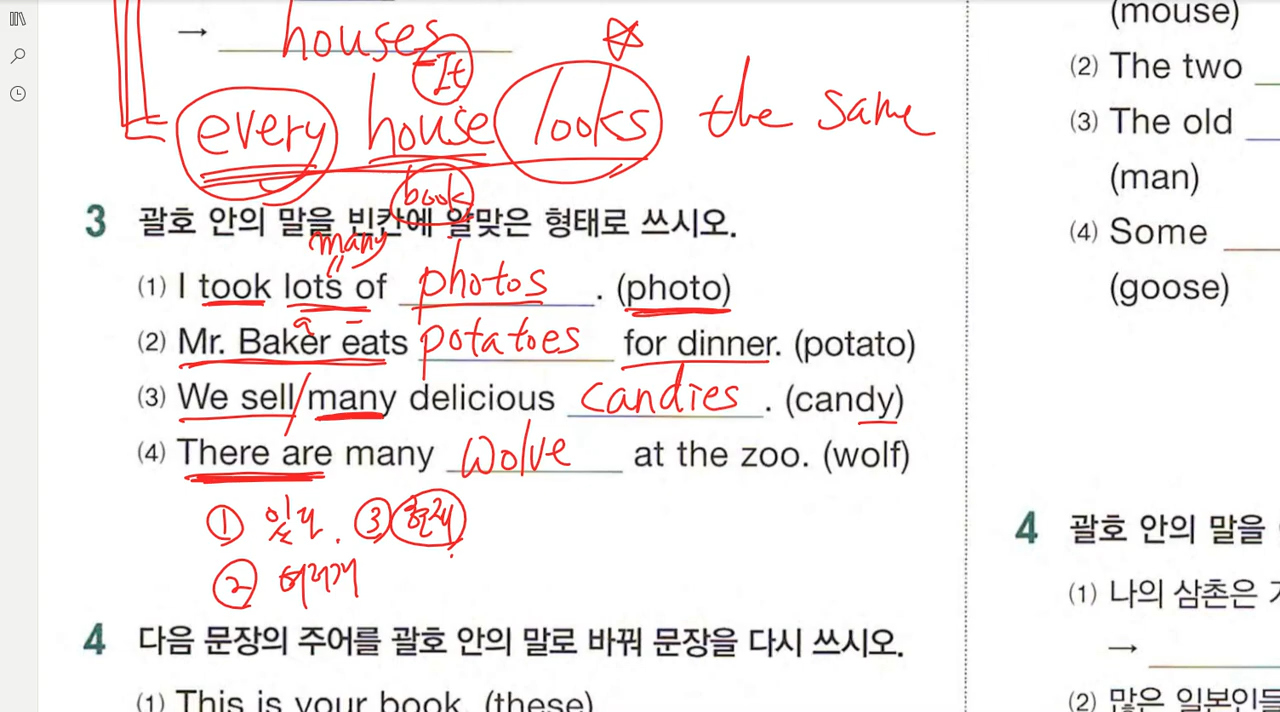 → houses
It
every house looks the same
book
3 괄호 안의 말을 빈칸에 알맞은 형태로 쓰시오.
many
(1) I took lots of photos. (photo)
a
(2) Mr. Baker eats potatoes for dinner. (potato)
(3) We sell/many delicious candies. (candy)
(4) There are many wolve at the zoo. (wolf)
① 있다. ③ 현재
② 여러개
4 다음 문장의 주어를 괄호 안의 말로 바꿔 문장을 다시 쓰시오.
(1) This is your book. (these)
(mouse)
(2) The two
(3) The old
(man)
(4) Some
(goose)
4 괄호 안의 말을
(1) 나의 삼촌은
→
(2) 많은 일본인들